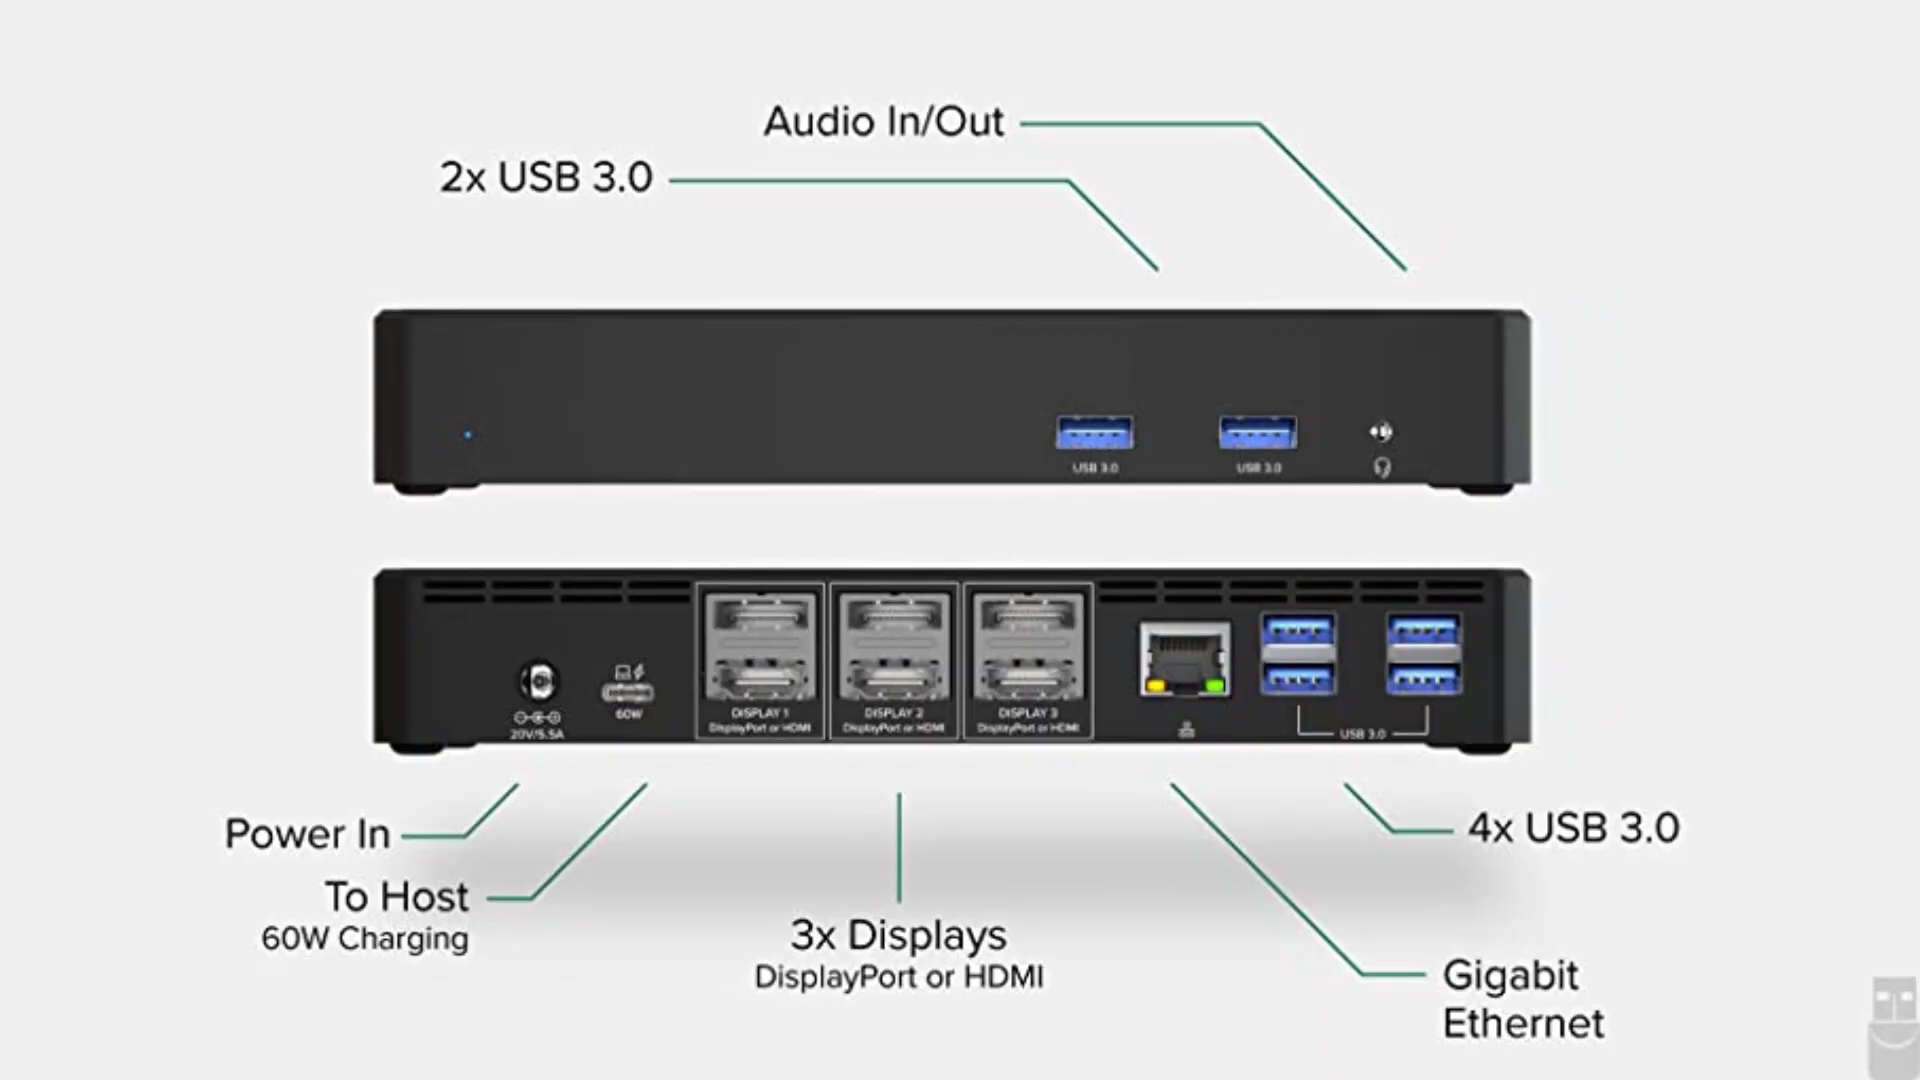 Audio In/Out
2x USB 3.0
USB 3.0
USB 3.0
60W
20V/5.5A
DISPLAY 1
DisplayPort or HDMI
DISPLAY 2
DisplayPort or HDMI
DISPLAY 3
DisplayPort or HDMI
USB 3.0
Power In
To Host
60W Charging
3x Displays
DisplayPort or HDMI
4x USB 3.0
Gigabit
Ethernet